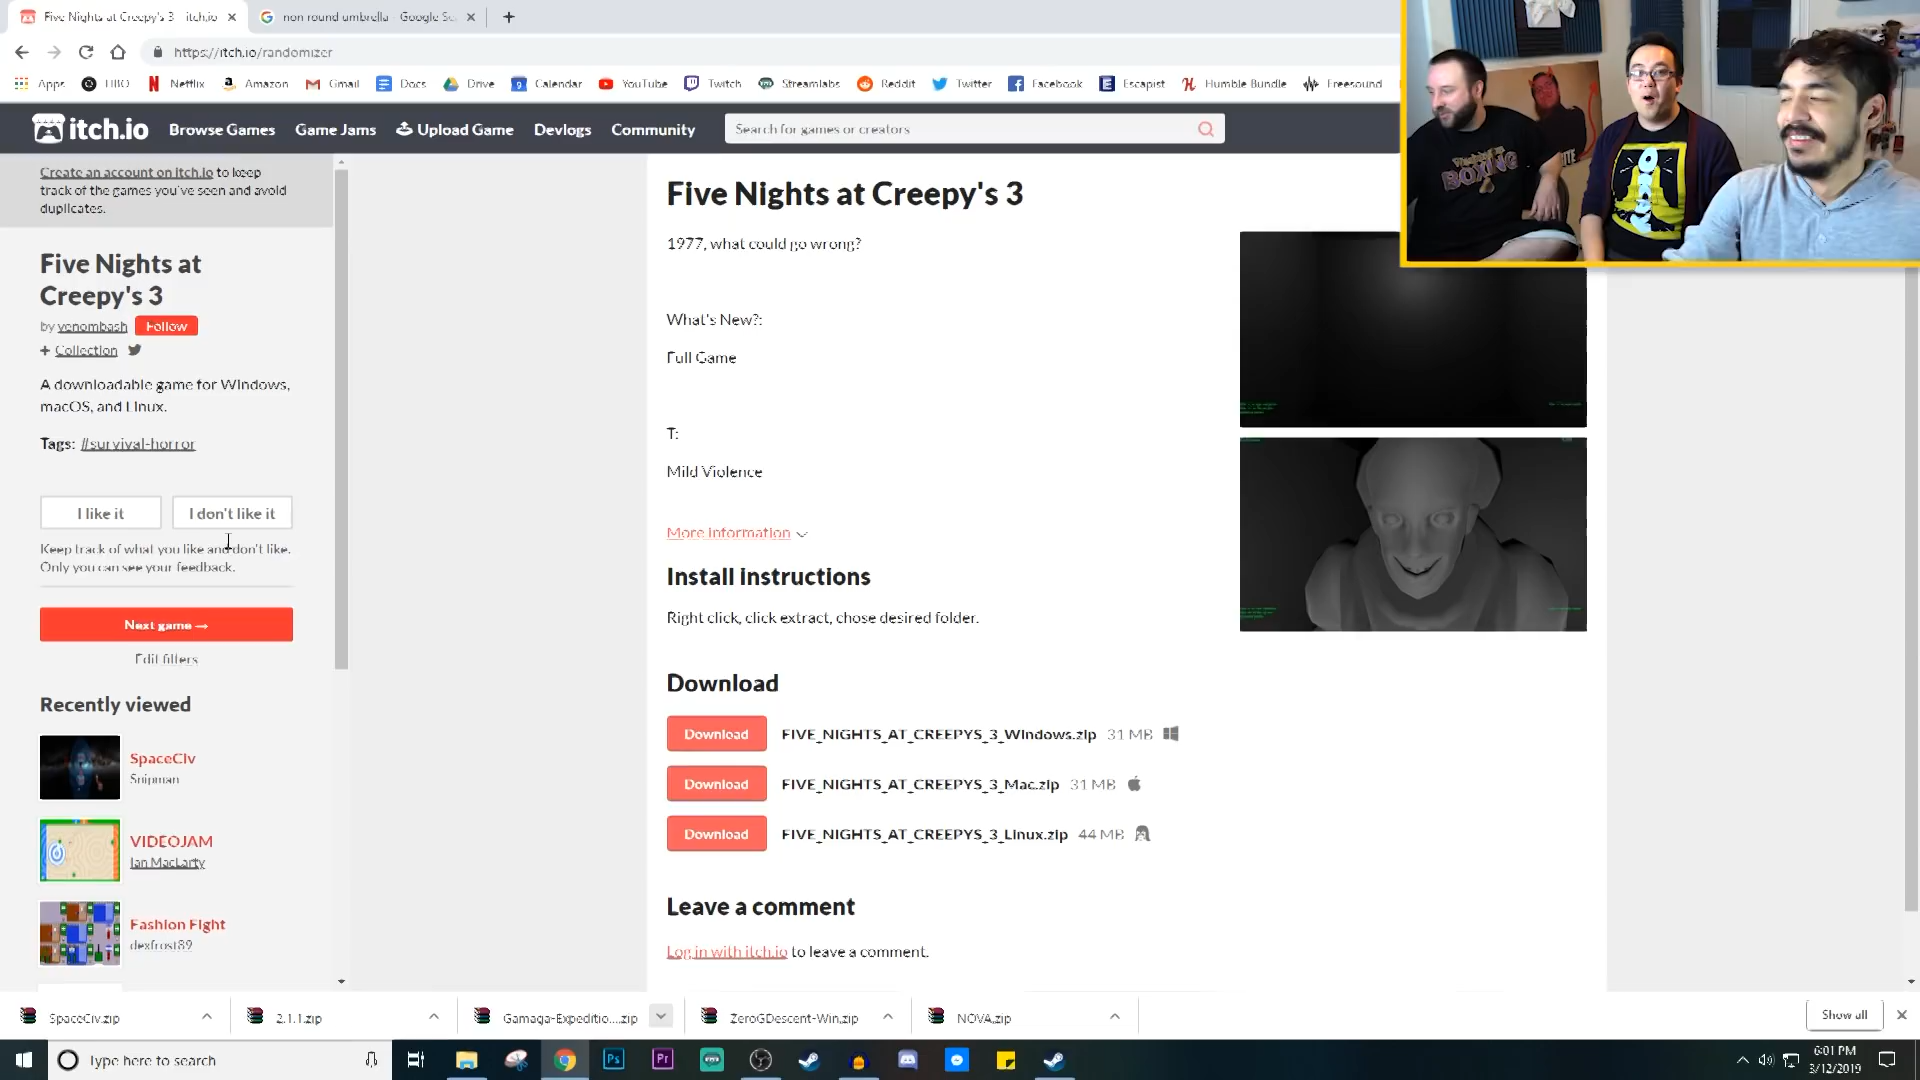 Five Nights at Creepy's 3 - itch.io
non round umbrella - Google Se
https://itch.io/randomizer
Apps HBO Netflix Amazon Gmail Docs Drive Calendar YouTube Twitch Streamlabs Reddit Twitter Facebook Escapist Humble Bundle Freesound
itch.io Browse Games Game Jams Upload Game Devlogs Community Search for games or creators
Create an account on itch.io to keep
track of the games you've seen and avoid
duplicates.
Five Nights at
Creepy's 3
by venombash Follow
+ Collection
A downloadable game for Windows,
macOS, and Linux.
Tags: #survival-horror
I like it I don't like it
Keep track of what you like and don't like.
Only you can see your feedback.
Next game →
Edit filters
Recently viewed
SpaceCiv
Snipman
VIDEOJAM
Ian MacLarty
Fashion Fight
dexfrost89
Five Nights at Creepy's 3
1977, what could go wrong?
What's New?:
Full Game
T:
Mild Violence
More information
Install instructions
Right click, click extract, chose desired folder.
Download
Download FIVE_NIGHTS_AT_CREEPYS_3_Windows.zip 31 MB
Download FIVE_NIGHTS_AT_CREEPYS_3_Mac.zip 31 MB
Download FIVE_NIGHTS_AT_CREEPYS_3_Linux.zip 44 MB
Leave a comment
Log in with itch.io to leave a comment.
BOXING
SpaceCiv.zip 2.1.1.zip Gamaga-Expeditio....zip ZeroGDescent-Win.zip NOVA.zip Show all
Type here to search
Ps Pr
6:01 PM
3/12/2019